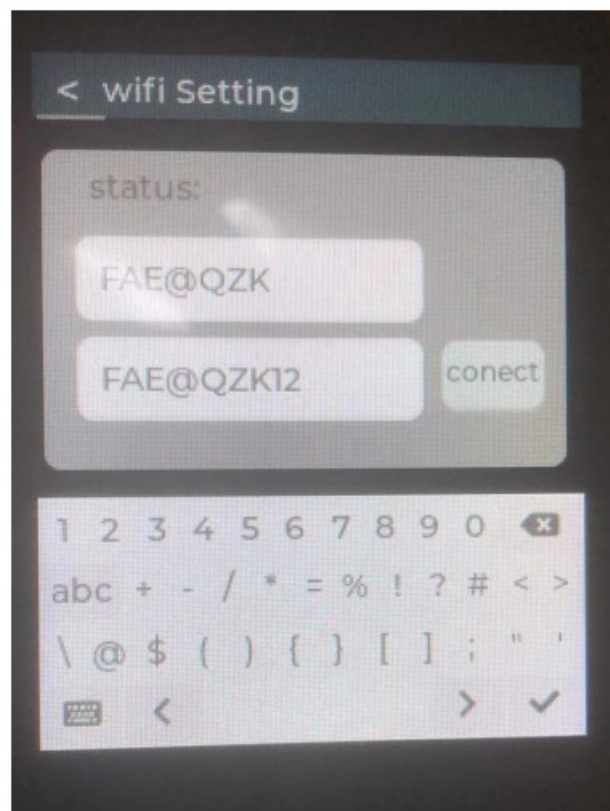 < wifi Setting
status:
FAE@QZK
FAE@QZK12
conect
1 2 3 4 5 6 7 8 9 0
abc + - / * = % ! ? # < >
\ @ $ ( ) { } [ ] ; " '
< >